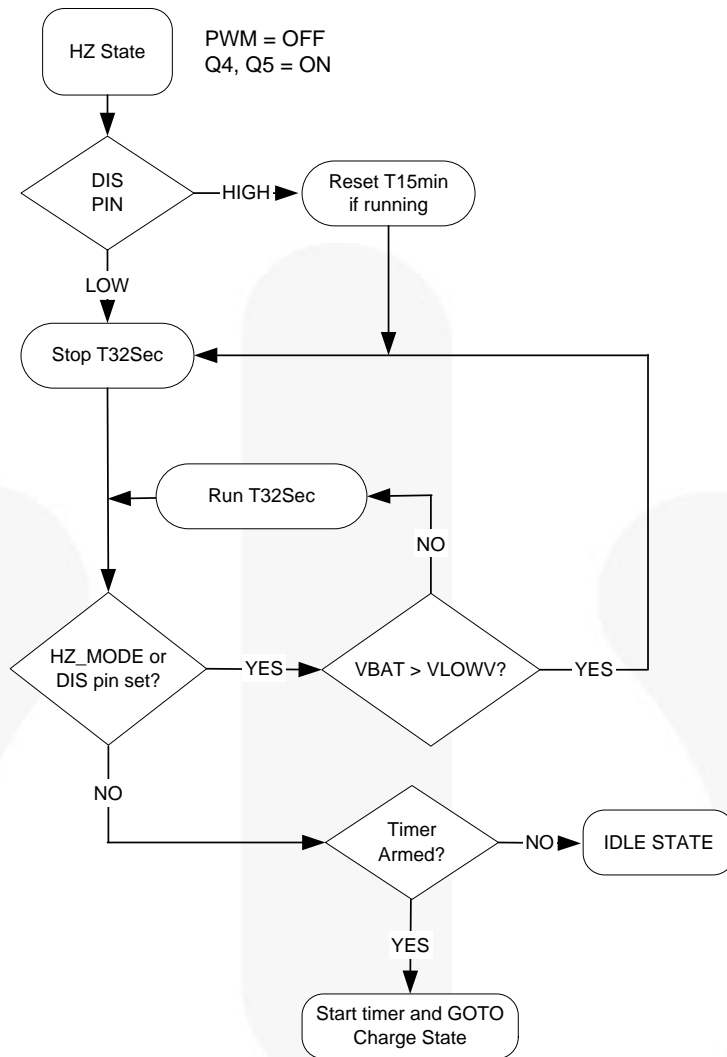 HZ State
PWM = OFF
Q4, Q5 = ON
DIS
PIN
HIGH
Reset T15min
if running
LOW
Stop T32Sec
Run T32Sec
NO
HZ_MODE or
DIS pin set?
YES
VBAT > VLOWV?
YES
NO
Timer
Armed?
NO
IDLE STATE
YES
Start timer and GOTO
Charge State